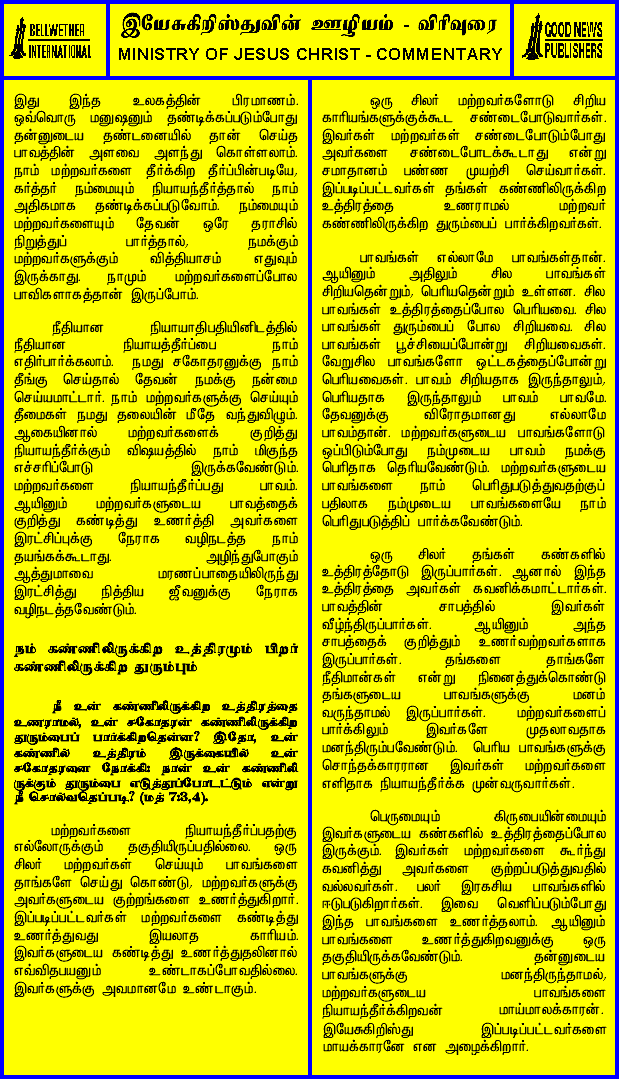 BELLWETHER
INTERNATIONAL
இயேசுகிறிஸ்துவின் ஊழியம் - விரிவுரை
MINISTRY OF JESUS CHRIST - COMMENTARY
GOOD NEWS
PUBLISHERS
இது இந்த உலகத்தின் பிரமாணம்.
ஒவ்வொரு மனுஷனும் தண்டிக்கப்படும்போது
தன்னுடைய தண்டனையில் தான் செய்த
பாவத்தின் அளவை அளந்து கொள்ளலாம்.
நாம் மற்றவர்களை தீர்க்கிற தீர்ப்பின்படியே,
கர்த்தர் நம்மையும் நியாயந்தீர்த்தால் நாம்
அதிகமாக தண்டிக்கப்படுவோம். நம்மையும்
மற்றவர்களையும் தேவன் ஒரே தராசில்
நிறுத்துப் பார்த்தால், நமக்கும்
மற்றவர்களுக்கும் வித்தியாசம் எதுவும்
இருக்காது. நாமும் மற்றவர்களைப்போல
பாவிகளாகத்தான் இருப்போம்.
நீதியான நியாயாதிபதியினிடத்தில்
நீதியான நியாயத்தீர்ப்பை நாம்
எதிர்பார்க்கலாம். நமது சகோதரனுக்கு நாம்
தீங்கு செய்தால் தேவன் நமக்கு நன்மை
செய்யமாட்டார். நாம் மற்றவர்களுக்கு செய்யும்
தீமைகள் நமது தலையின் மீதே வந்துவிழும்.
ஆகையினால் மற்றவர்களைக் குறித்து
நியாயந்தீர்க்கும் விஷயத்தில் நாம் மிகுந்த
எச்சரிப்போடு இருக்கவேண்டும்.
மற்றவர்களை நியாயந்தீர்ப்பது பாவம்.
ஆயினும் மற்றவர்களுடைய பாவத்தைக்
குறித்து கண்டித்து உணர்த்தி அவர்களை
இரட்சிப்புக்கு நேராக வழிநடத்த நாம்
தயங்கக்கூடாது. அழிந்துபோகும்
ஆத்துமாவை மரணப்பாதையிலிருந்து
இரட்சித்து நித்திய ஜீவனுக்கு நேராக
வழிநடத்தவேண்டும்.
நம் கண்ணிலிருக்கிற உத்திரமும் பிறர்
கண்ணிலிருக்கிற துரும்பும்
நீ உன் கண்ணிலிருக்கிற உத்திரத்தை
உணராமல், உன் சகோதரன் கண்ணிலிருக்கிற
துரும்பைப் பார்க்கிறதென்ன? இதோ, உன்
கண்ணில் உத்திரம் இருக்கையில் உன்
சகோதரனை நோக்கி: நான் உன் கண்ணிலி
ருக்கும் துரும்பை எடுத்துப்போடட்டும் என்று
நீ சொல்வதெப்படி? (மத் 7:3,4).
மற்றவர்களை நியாயந்தீர்ப்பதற்கு
எல்லோருக்கும் தகுதியிருப்பதில்லை. ஒரு
சிலர் மற்றவர்கள் செய்யும் பாவங்களை
தாங்களே செய்து கொண்டு, மற்றவர்களுக்கு
அவர்களுடைய குற்றங்களை உணர்த்துகிறார்.
இப்படிப்பட்டவர்கள் மற்றவர்களை கண்டித்து
உணர்த்துவது இயலாத காரியம்.
இவர்களுடைய கண்டித்து உணர்த்துதலினால்
எவ்விதபயனும் உண்டாகப்போவதில்லை.
இவர்களுக்கு அவமானமே உண்டாகும்.
ஒரு சிலர் மற்றவர்களோடு சிறிய
காரியங்களுக்குக்கூட சண்டைபோடுவார்கள்.
இவர்கள் மற்றவர்கள் சண்டைபோடும்போது
அவர்களை சண்டைபோடக்கூடாது என்று
சமாதானம் பண்ண முயற்சி செய்வார்கள்.
இப்படிப்பட்டவர்கள் தங்கள் கண்ணிலிருக்கிற
உத்திரத்தை உணராமல் மற்றவர்
கண்ணிலிருக்கிற துரும்பைப் பார்க்கிறவர்கள்.
பாவங்கள் எல்லாமே பாவங்கள்தான்.
ஆயினும் அதிலும் சில பாவங்கள்
சிறியதென்றும், பெரியதென்றும் உள்ளன. சில
பாவங்கள் உத்திரத்தைப்போல பெரியவை. சில
பாவங்கள் துரும்பைப் போல சிறியவை. சில
பாவங்கள் பூச்சியைப்போன்று சிறியவைகள்.
வேறுசில பாவங்களோ ஒட்டகத்தைப்போன்று
பெரியவைகள். பாவம் சிறியதாக இருந்தாலும்,
பெரியதாக இருந்தாலும் பாவம் பாவமே.
தேவனுக்கு விரோதமானது எல்லாமே
பாவம்தான். மற்றவர்களுடைய பாவங்களோடு
ஒப்பிடும்போது நம்முடைய பாவம் நமக்கு
பெரிதாக தெரியவேண்டும். மற்றவர்களுடைய
பாவங்களை நாம் பெரிதுபடுத்துவதற்குப்
பதிலாக நம்முடைய பாவங்களையே நாம்
பெரிதுபடுத்திப் பார்க்கவேண்டும்.
ஒரு சிலர் தங்கள் கண்களில்
உத்திரத்தோடு இருப்பார்கள். ஆனால் இந்த
உத்திரத்தை அவர்கள் கவனிக்கமாட்டார்கள்.
பாவத்தின் சாபத்தில் இவர்கள்
வீழ்ந்திருப்பார்கள். ஆயினும் அந்த
சாபத்தைக் குறித்தும் உணர்வற்றவர்களாக
இருப்பார்கள். தங்களை தாங்களே
நீதிமான்கள் என்று நினைத்துக்கொண்டு
தங்களுடைய பாவங்களுக்கு மனம்
வருந்தாமல் இருப்பார்கள். மற்றவர்களைப்
பார்க்கிலும் இவர்களே முதலாவதாக
மனந்திரும்பவேண்டும். பெரிய பாவங்களுக்கு
சொந்தக்காரரான இவர்கள் மற்றவர்களை
எளிதாக நியாயந்தீர்க்க முன்வருவார்கள்.
பெருமையும் கிருபையின்மையும்
இவர்களுடைய கண்களில் உத்திரத்தைப்போல
இருக்கும். இவர்கள் மற்றவர்களை கூர்ந்து
கவனித்து அவர்களை குற்றப்படுத்துவதில்
வல்லவர்கள். பலர் இரகசிய பாவங்களில்
ஈடுபடுகிறார்கள். இவை வெளிப்படும்போது
இந்த பாவங்களை உணர்த்தலாம். ஆயினும்
பாவங்களை உணர்த்துகிறவனுக்கு ஒரு
தகுதியிருக்கவேண்டும். தன்னுடைய
பாவங்களுக்கு மனந்திருந்தாமல்,
மற்றவர்களுடைய பாவங்களை
நியாயந்தீர்க்கிறவன் மாய்மாலக்காரன்.
இயேசுகிறிஸ்து இப்படிப்பட்டவர்களை
மாயக்காரனே என அழைக்கிறார்.